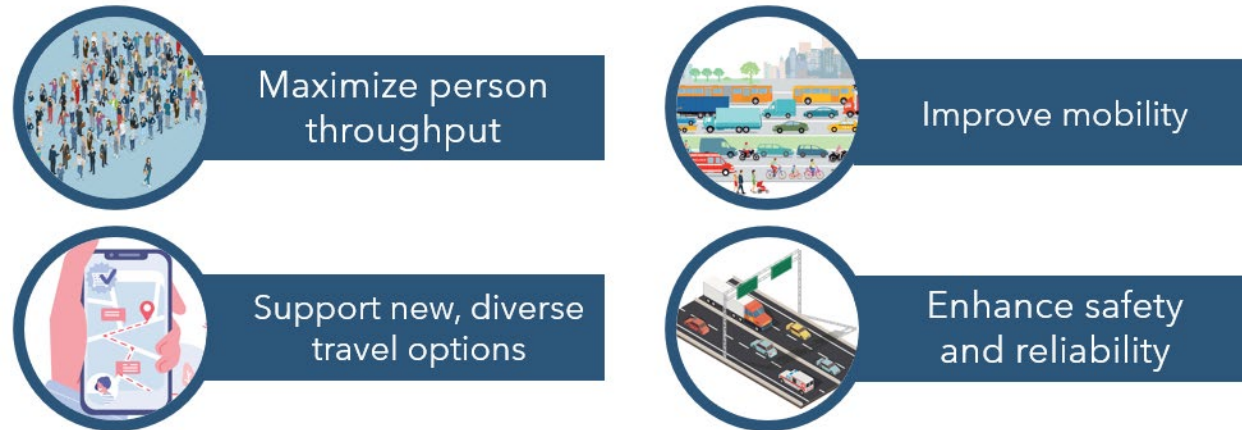 Maximize person
throughput
Improve mobility
Support new, diverse
travel options
Enhance safety
and reliability